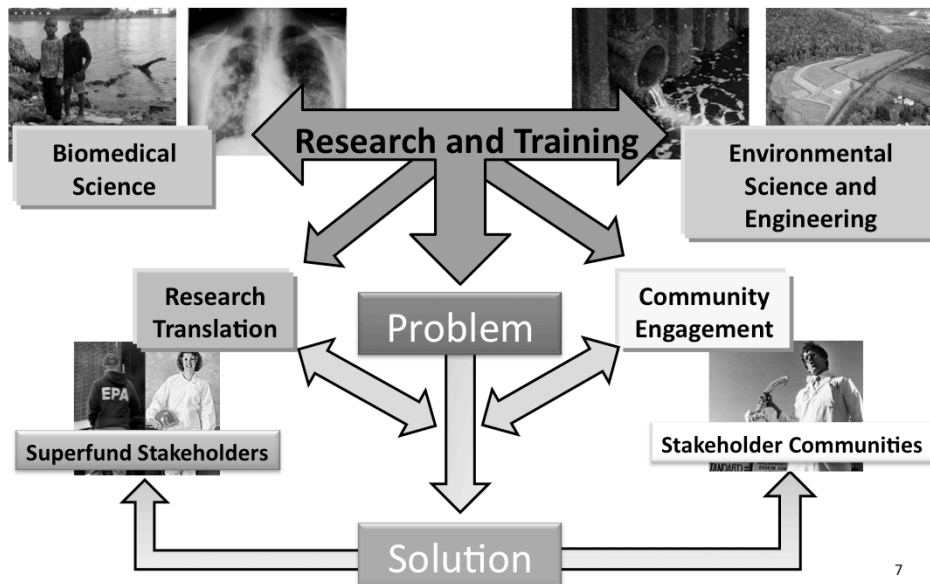 Research and Training
Biomedical
Science
Environmental
Science and
Engineering
Research
Translation
Problem
Community
Engagement
EPA
Superfund Stakeholders
Stakeholder Communities
Solution
7